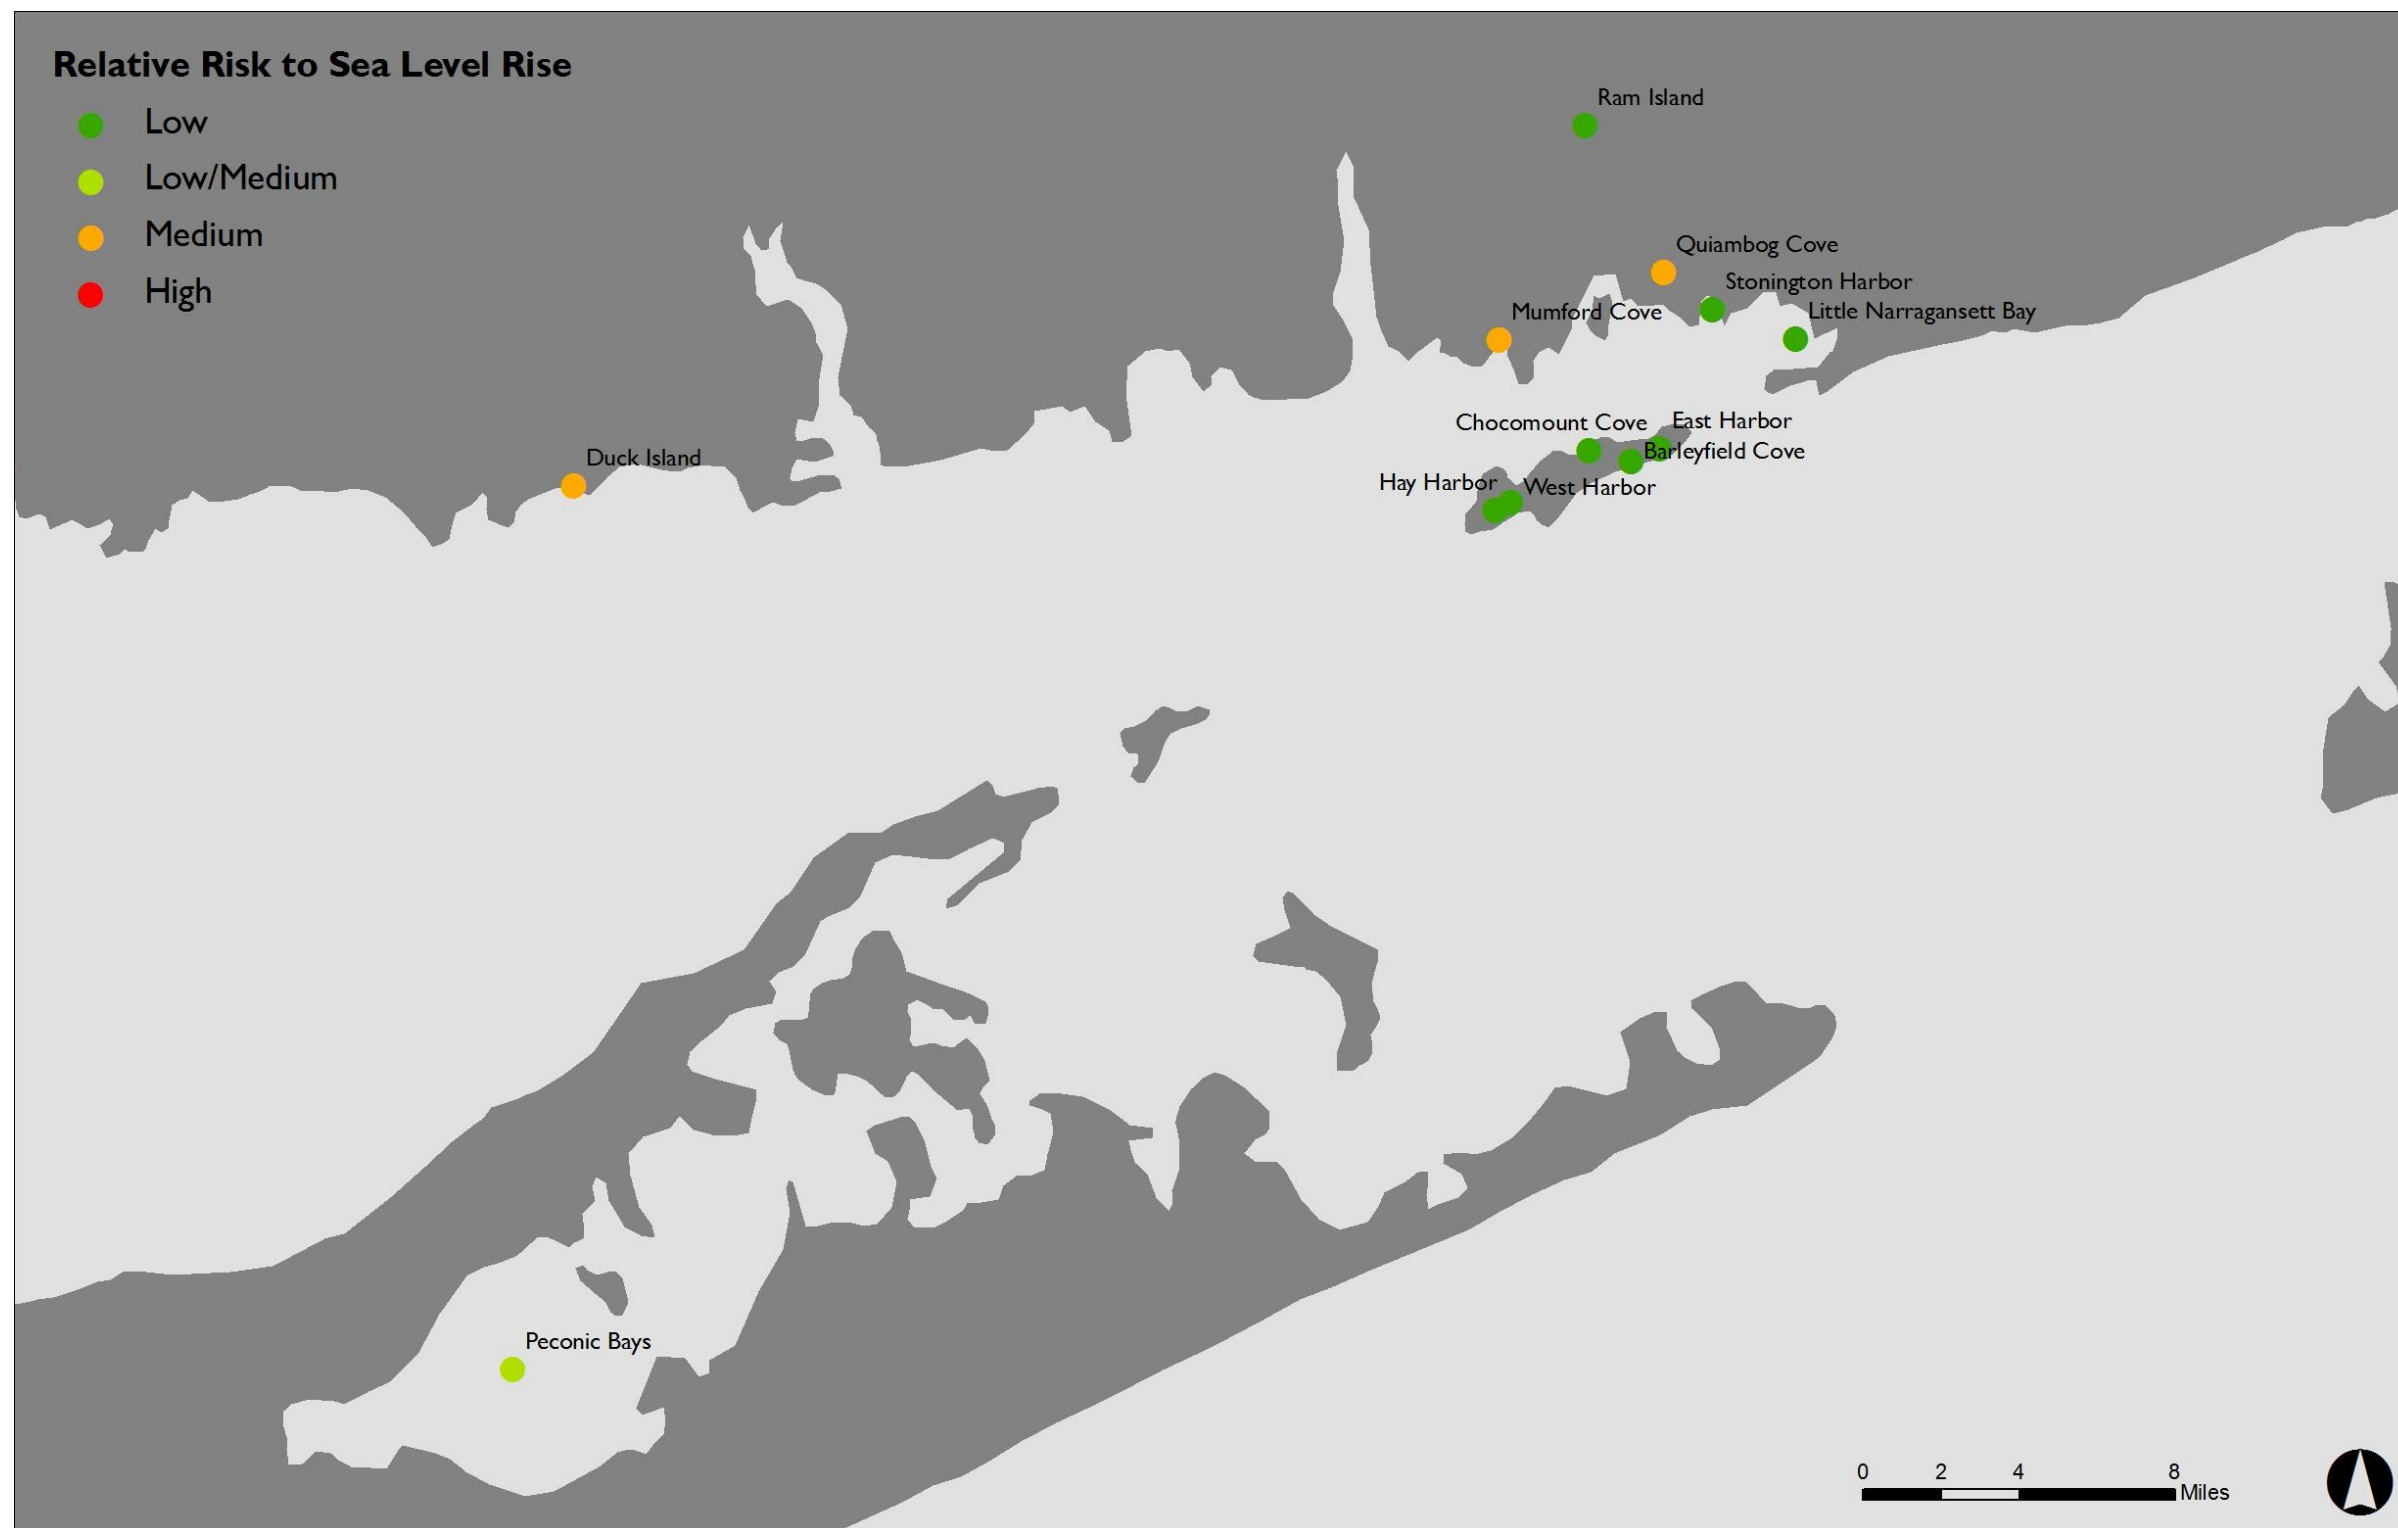 Relative Risk to Sea Level Rise
Low
Low/Medium
Medium
High
Ram Island
Quiambog Cove
Stonington Harbor
Mumford Cove
Little Narragansett Bay
Chocomount Cove
East Harbor
Barleyfield Cove
Duck Island
Hay Harbor
West Harbor
Peconic Bays
0 2 4 8
Miles